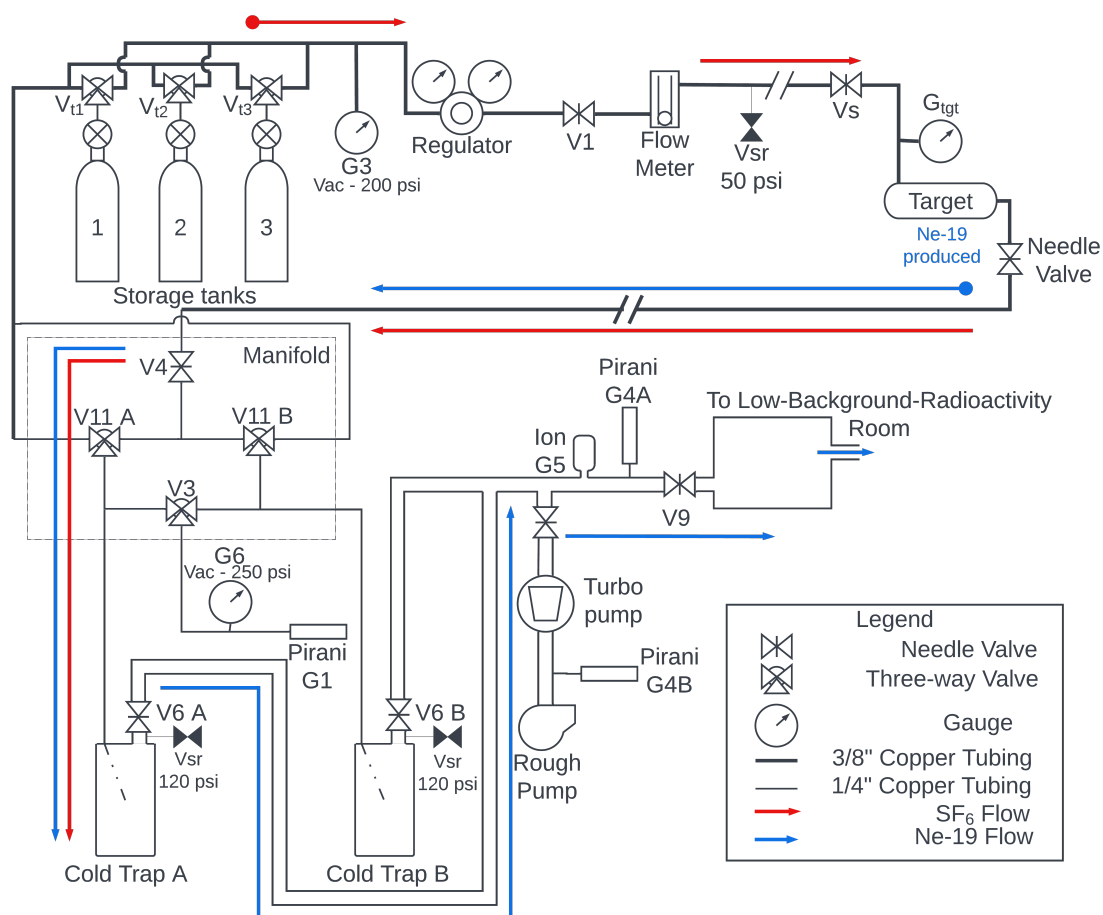 Vt1
Vt2
Vt3
1
2
3
Storage tanks
G3
Vac - 200 psi
Regulator
V1
Flow
Meter
Vsr
50 psi
Vs
Gtgt
Target
Ne-19
produced
Needle
Valve
Manifold
V4
V11 A
V11 B
V3
G6
Vac - 250 psi
Pirani
G1
Pirani
G4A
Ion
G5
To Low-Background-Radioactivity
Room
V9
Turbo
pump
Pirani
G4B
Rough
Pump
V6 A
Vsr
120 psi
Cold Trap A
V6 B
Vsr
120 psi
Cold Trap B
Legend
Needle Valve
Three-way Valve
Gauge
3/8" Copper Tubing
1/4" Copper Tubing
SF6 Flow
Ne-19 Flow